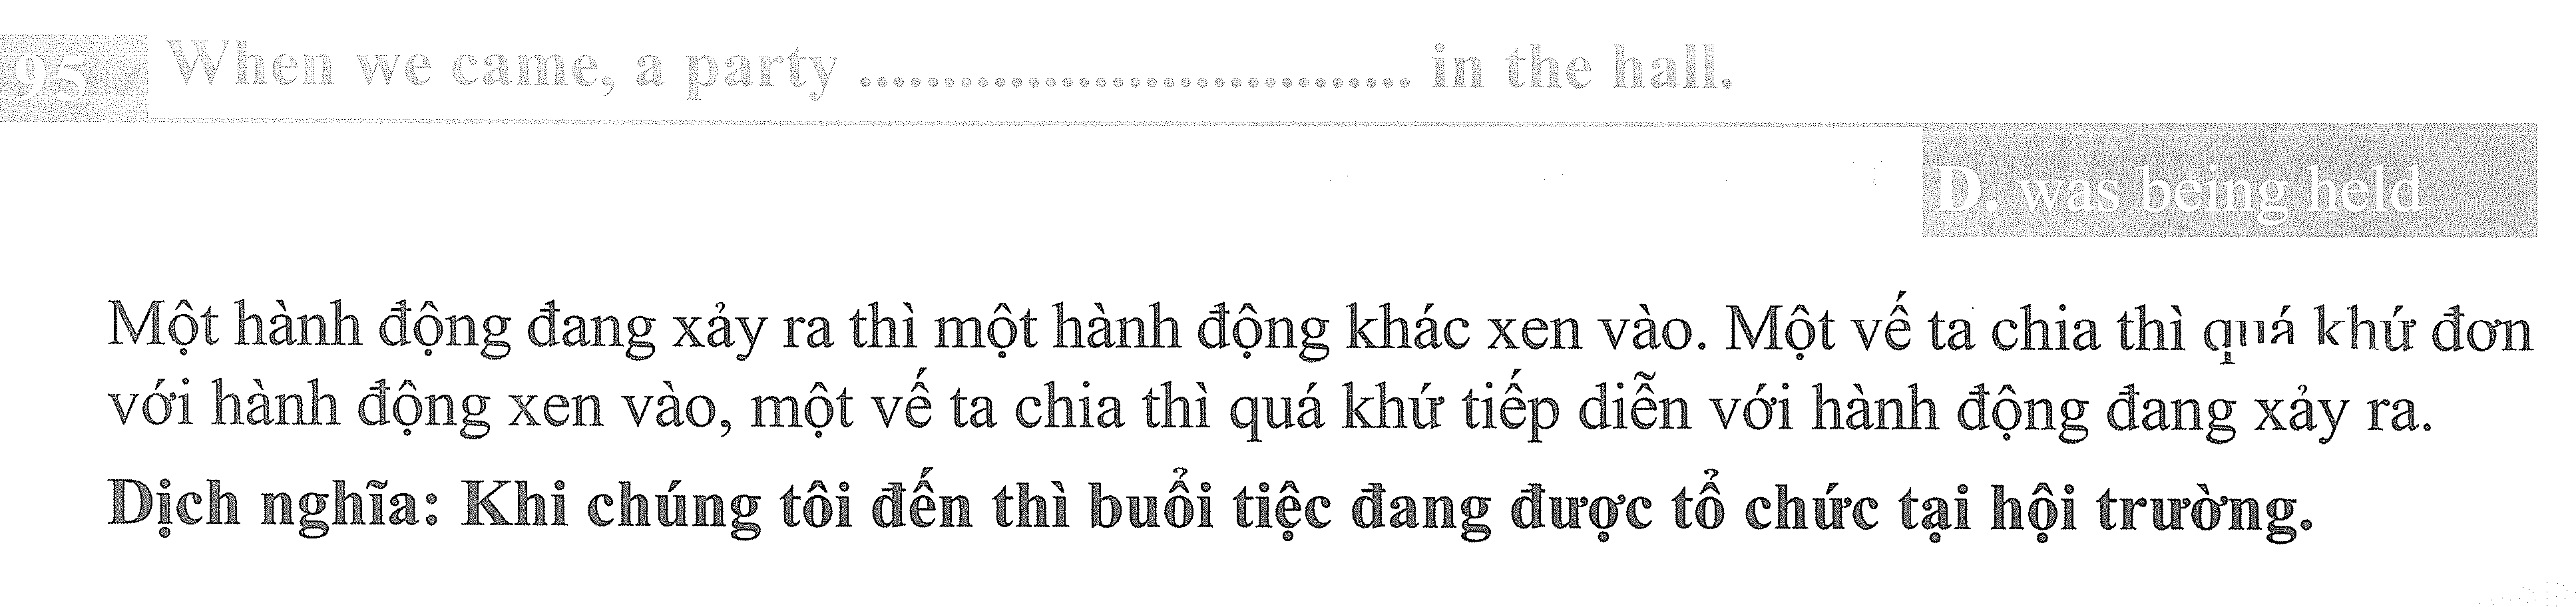 95 When we came, a party .................................. in the hall.
D. was being held
Một hành động đang xảy ra thì một hành động khác xen vào. Một vế ta chia thì quá khứ đơn
với hành động xen vào, một vế ta chia thì quá khứ tiếp diễn với hành động đang xảy ra.
Dịch nghĩa: Khi chúng tôi đến thì buổi tiệc đang được tổ chức tại hội trường.